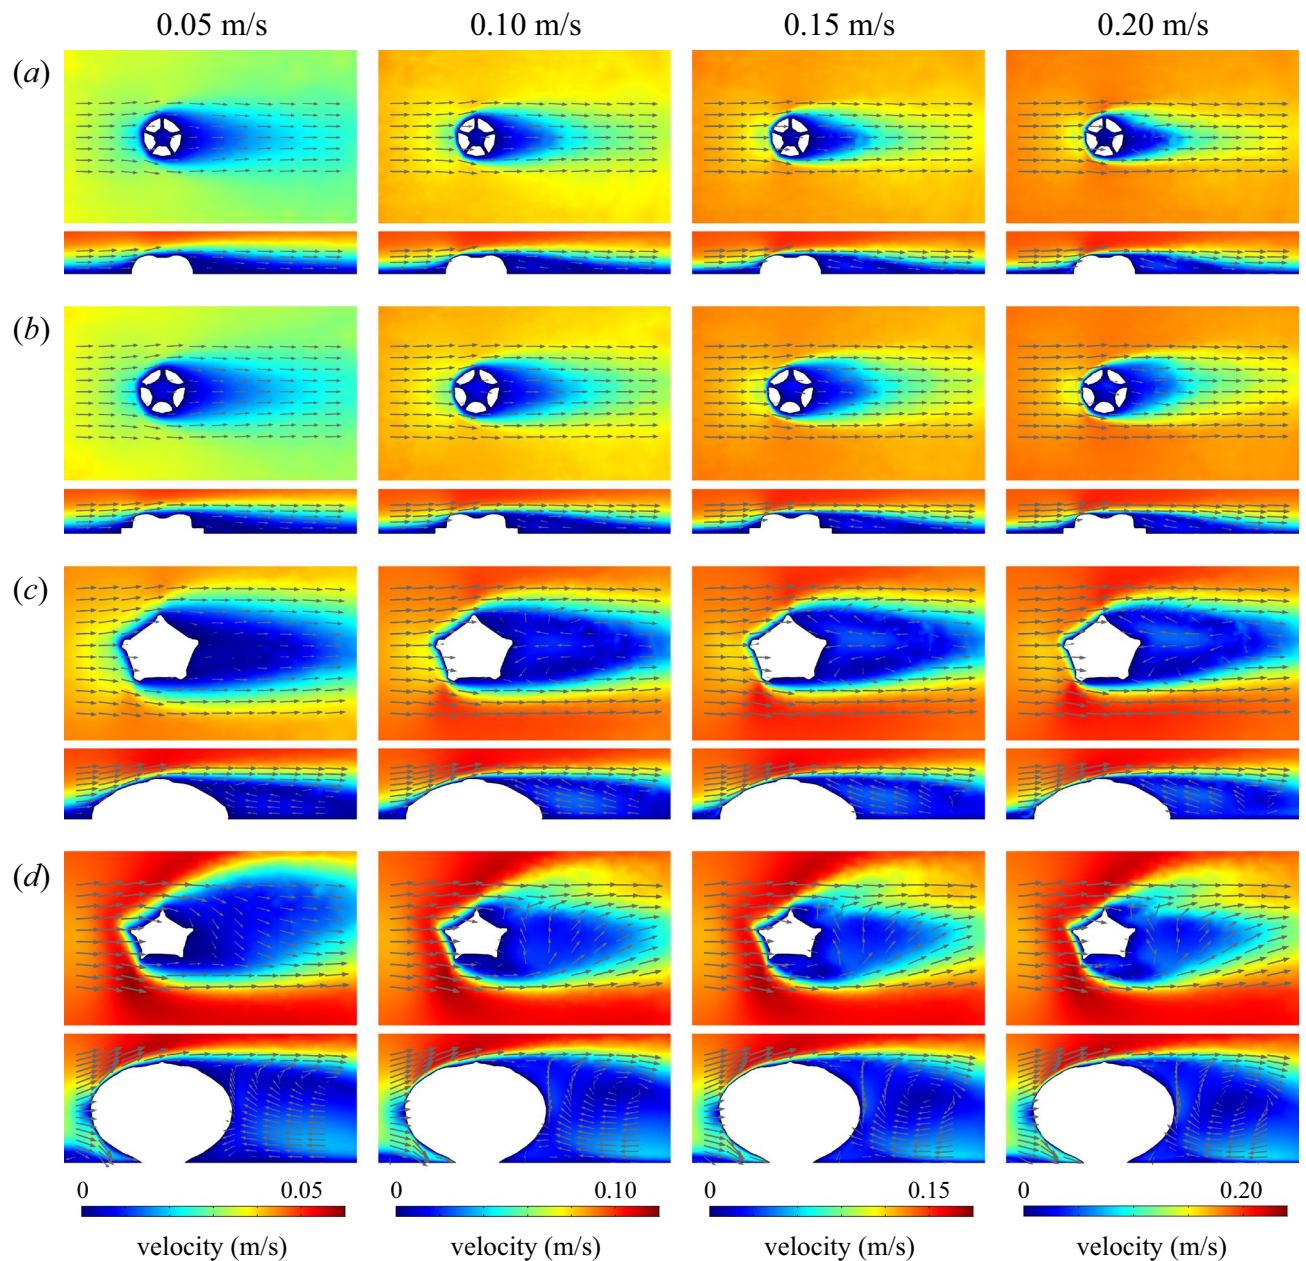 0.05 m/s 0.10 m/s 0.15 m/s 0.20 m/s
(a)
(b)
(c)
(d)
0 0.05 0 0.10 0 0.15 0 0.20
velocity (m/s) velocity (m/s) velocity (m/s) velocity (m/s)